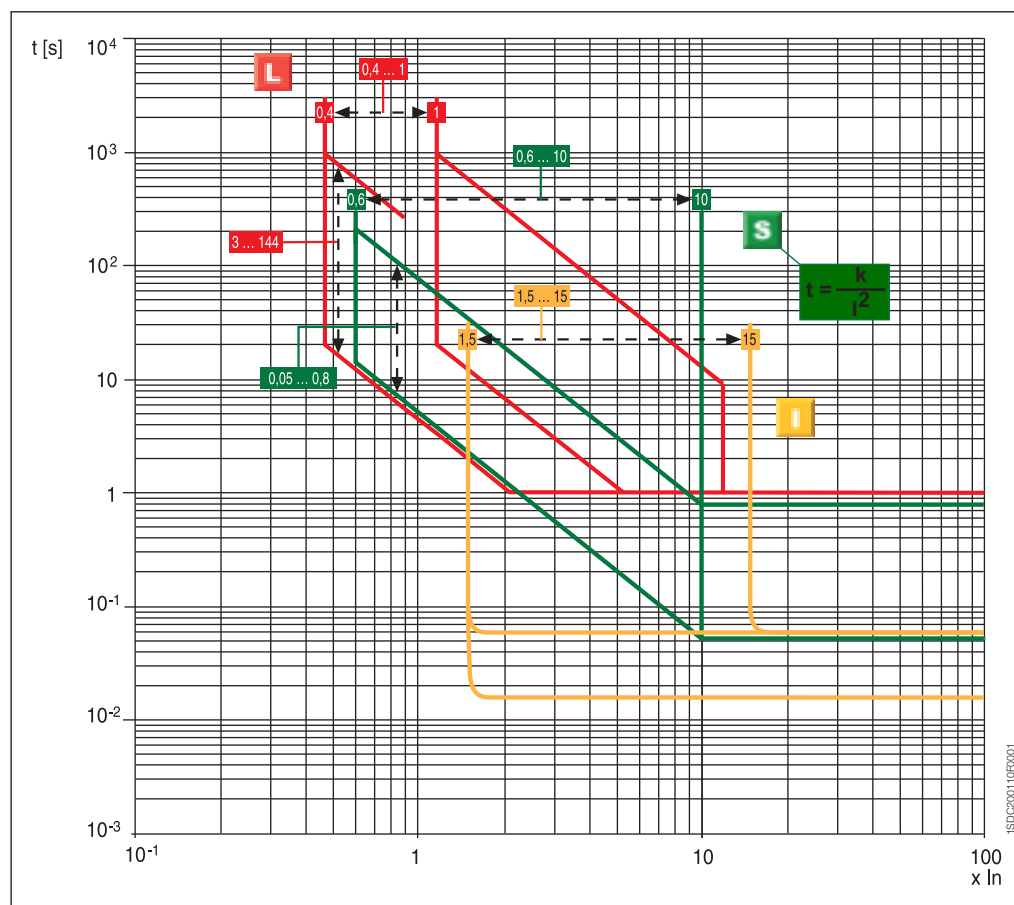 t [s]
10⁴
L
0,4 ... 1
0,4
1
10³
0,6 ... 10
0,6
10
S
3 ... 144
10²
t = k / I²
1,5 ... 15
1,5
15
0,05 ... 0,8
10
I
1
10⁻¹
10⁻²
10⁻³
10⁻¹
1
10
100
x In
1SDC200110F0001